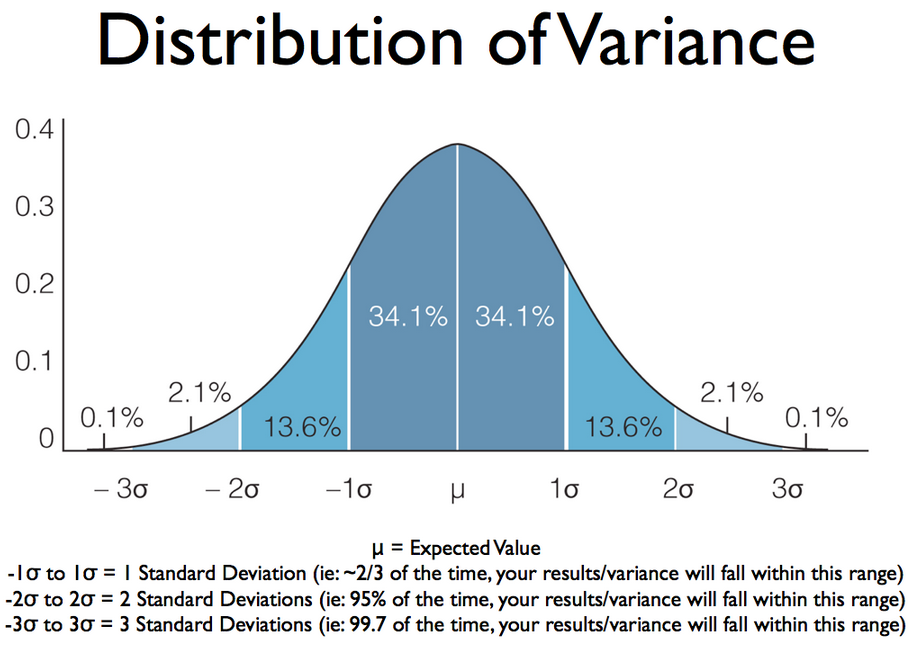 Distribution of Variance
0.4
0.3
0.2
0.1
0
34.1% 34.1%
2.1% 2.1%
0.1% 0.1%
13.6% 13.6%
– 3σ – 2σ –1σ μ 1σ 2σ 3σ
μ = Expected Value
-1σ to 1σ = 1 Standard Deviation (ie: ~2/3 of the time, your results/variance will fall within this range)
-2σ to 2σ = 2 Standard Deviations (ie: 95% of the time, your results/variance will fall within this range)
-3σ to 3σ = 3 Standard Deviations (ie: 99.7 of the time, your results/variance will fall within this range)